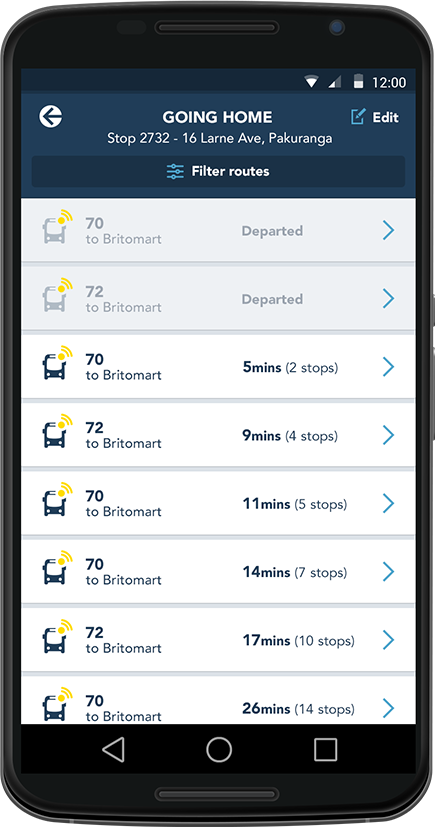 12:00
GOING HOME
Edit
Stop 2732 - 16 Larne Ave, Pakuranga
Filter routes
70
to Britomart
Departed
72
to Britomart
Departed
70
to Britomart
5mins (2 stops)
72
to Britomart
9mins (4 stops)
70
to Britomart
11mins (5 stops)
70
to Britomart
14mins (7 stops)
72
to Britomart
17mins (10 stops)
70
to Britomart
26mins (14 stops)